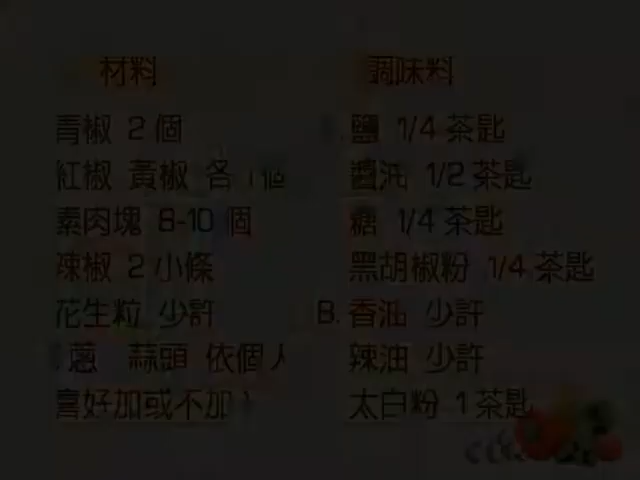 材料
青椒 2 個
紅椒 黃椒 各 1 個
素肉塊 8-10 個
辣椒 2 小條
花生粒 少許
蔥 蒜頭 依個人
喜好加或不加)
調味料
鹽 1/4 茶匙
醬油 1/2 茶匙
糖 1/4 茶匙
黑胡椒粉 1/4 茶匙
B. 香油 少許
辣油 少許
太白粉 1 茶匙